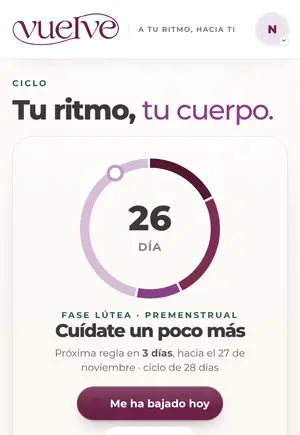 vuelve
A TU RITMO, HACIA TI
N
CICLO
Tu ritmo, tu cuerpo.
26
DÍA
FASE LÚTEA · PREMENSTRUAL
Cuídate un poco más
Próxima regla en 3 días, hacia el 27 de
noviembre · ciclo de 28 días
Me ha bajado hoy